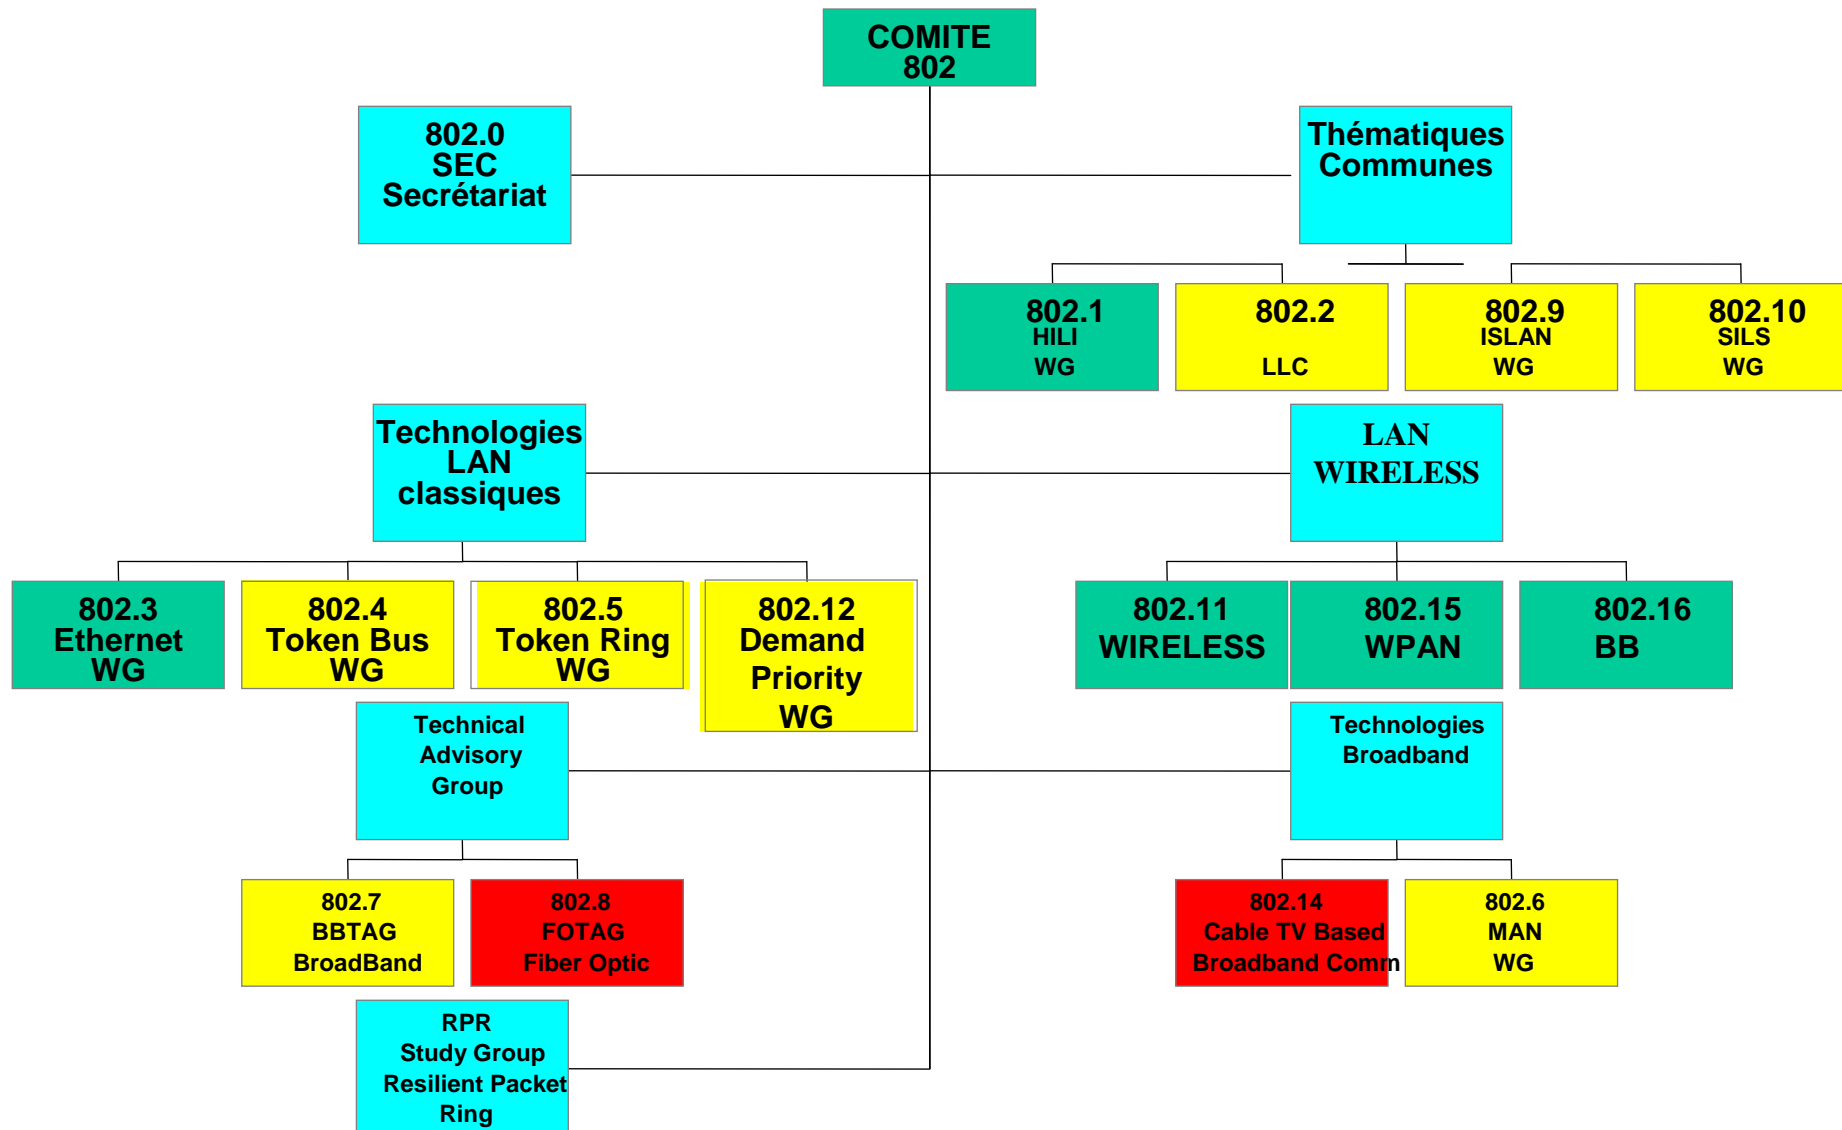 COMITE
802
802.0
SEC
Secrétariat
Thématiques
Communes
802.1
HILI
WG
802.2
LLC
802.9
ISLAN
WG
802.10
SILS
WG
Technologies
LAN
classiques
LAN
WIRELESS
802.3
Ethernet
WG
802.4
Token Bus
WG
802.5
Token Ring
WG
802.12
Demand
Priority
WG
802.11
WIRELESS
802.15
WPAN
802.16
BB
Technical
Advisory
Group
Technologies
Broadband
802.7
BBTAG
BroadBand
802.8
FOTAG
Fiber Optic
802.14
Cable TV Based
Broadband Comm
802.6
MAN
WG
RPR
Study Group
Resilient Packet
Ring